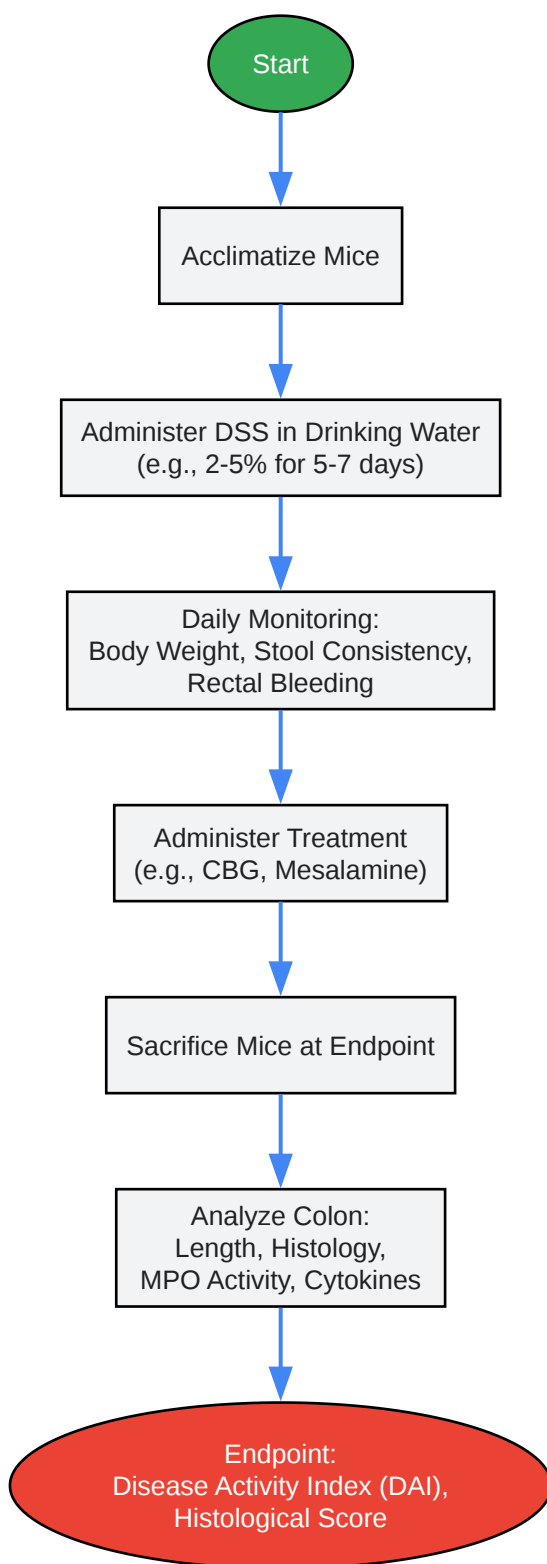 Start
Acclimatize Mice
Administer DSS in Drinking Water
(e.g., 2-5% for 5-7 days)
Daily Monitoring:
Body Weight, Stool Consistency,
Rectal Bleeding
Administer Treatment
(e.g., CBG, Mesalamine)
Sacrifice Mice at Endpoint
Analyze Colon:
Length, Histology,
MPO Activity, Cytokines
Endpoint:
Disease Activity Index (DAI),
Histological Score